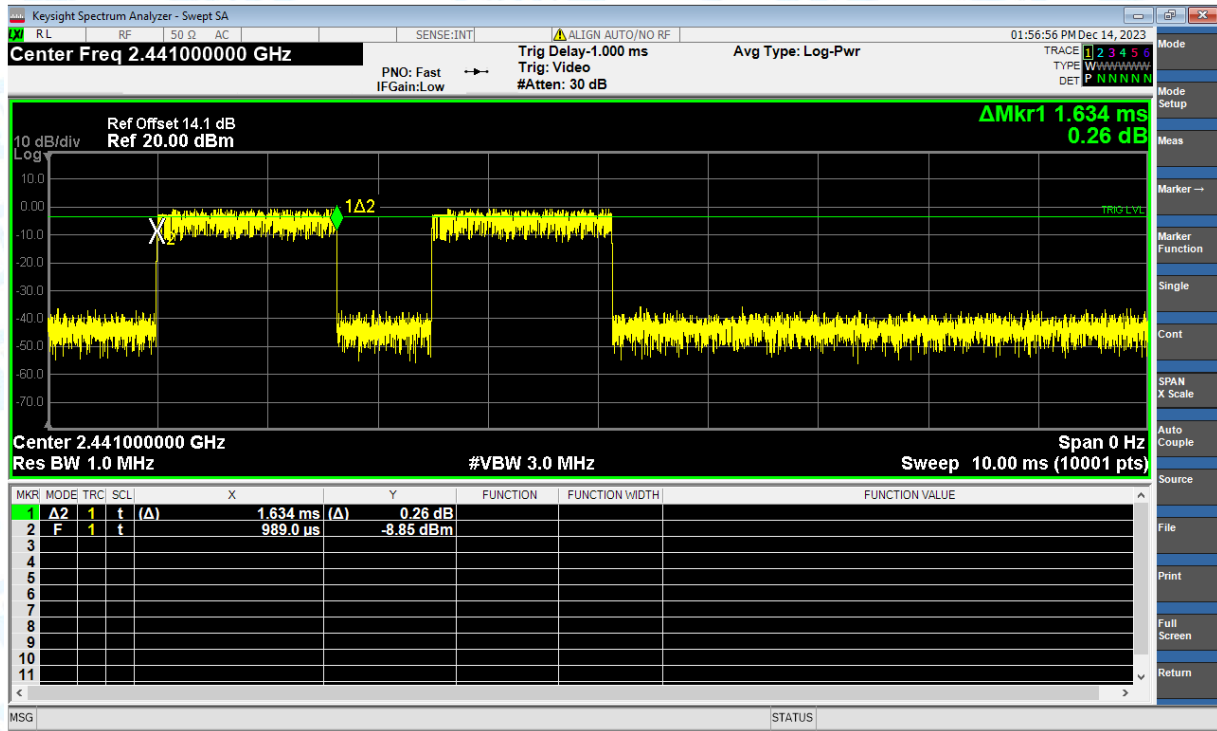 Keysight Spectrum Analyzer - Swept SA
LXI RL RF 50 Ω AC SENSE:INT ALIGN AUTO/NO RF 01:56:56 PM Dec 14, 2023
Center Freq 2.441000000 GHz
PNO: Fast
IFGain:Low
Trig Delay-1.000 ms
Trig: Video
#Atten: 30 dB
Avg Type: Log-Pwr
TRACE 1 2 3 4 5 6
TYPE WWWWWW
DET P N N N N N
ΔMkr1 1.634 ms
0.26 dB
Ref Offset 14.1 dB
10 dB/div Ref 20.00 dBm
Log
10.0
0.00
-10.0
-20.0
-30.0
-40.0
-50.0
-60.0
-70.0
1Δ2
X2
TRIG LVL
Center 2.441000000 GHz Span 0 Hz
Res BW 1.0 MHz #VBW 3.0 MHz Sweep 10.00 ms (10001 pts)
MKR MODE TRC SCL X Y FUNCTION FUNCTION WIDTH FUNCTION VALUE
1 Δ2 1 t (Δ) 1.634 ms (Δ) 0.26 dB
2 F 1 t 989.0 µs -8.85 dBm
3
4
5
6
7
8
9
10
11
MSG STATUS
Mode
Mode
Setup
Meas
Marker →
Marker
Function
Single
Cont
SPAN
X Scale
Auto
Couple
Source
File
Print
Full
Screen
Return